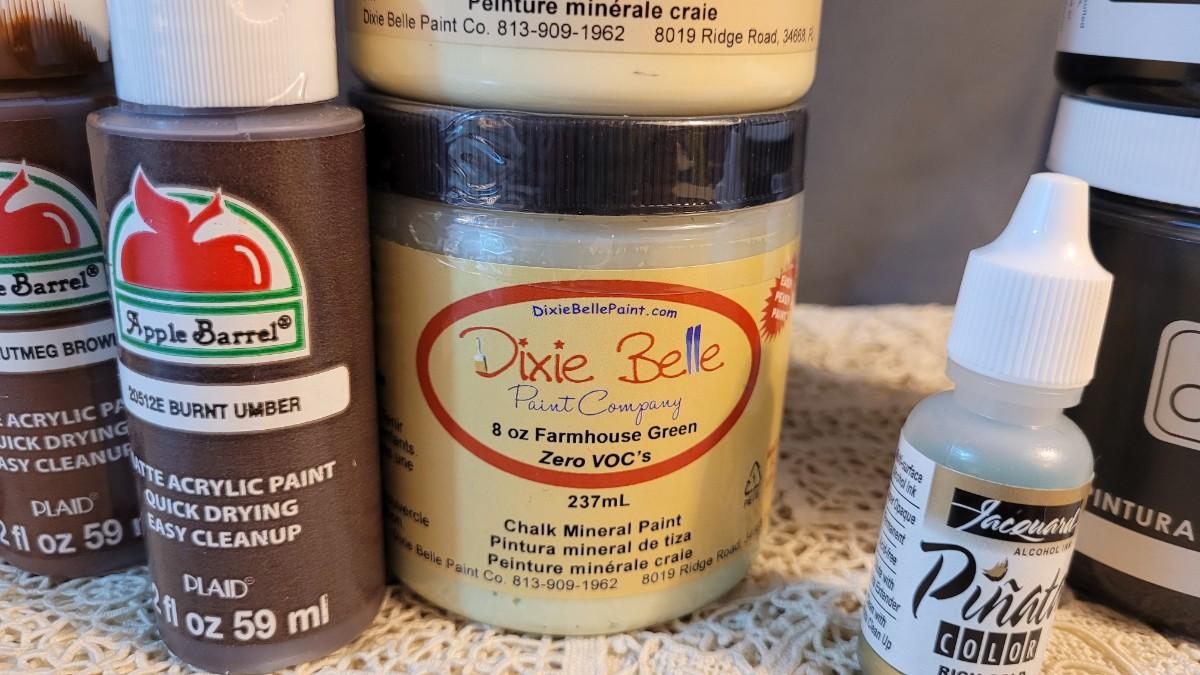 Peinture minérale craie
Dixie Belle Paint Co. 813-909-1962 8019 Ridge Road, 34668,
Apple Barrel®
20512E BURNT UMBER
MATTE ACRYLIC PAINT
QUICK DRYING
EASY CLEANUP
PLAID®
2 fl oz 59 ml
Barrel®
NUTMEG BROWN
ACRYLIC
QUICK DRYING
EASY CLEANUP
PLAID®
2 fl oz 59
DixieBellePaint.com
Dixie Belle
Paint Company
8 oz Farmhouse Green
Zero VOC's
237mL
Chalk Mineral Paint
Pintura mineral de tiza
Peinture minérale craie
Dixie Belle Paint Co. 813-909-1962 8019 Ridge Road,
EASY
PEASY
PAINT
Jacquard
ALCOHOL INK
Piñata
COLOR
PINTURA